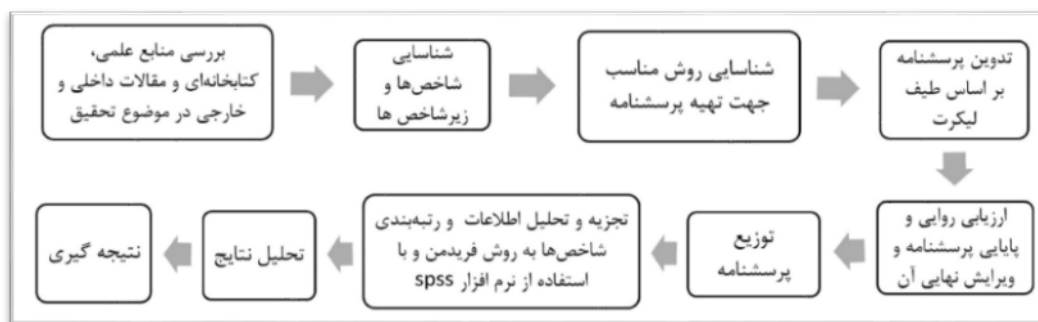 بررسی منابع علمی،
کتابخانه‌ای و مقالات داخلی و
خارجی در موضوع تحقیق
شناسایی
شاخص‌ها و
زیرشاخص ها
شناسایی روش مناسب
جهت تهیه پرسشنامه
تدوین پرسشنامه
بر اساس طیف
لیکرت
ارزیابی روایی و
پایایی پرسشنامه و
ویرایش نهایی آن
توزیع
پرسشنامه
تجزیه و تحلیل اطلاعات و رتبه‌بندی
شاخص‌ها به روش فریدمن و با
استفاده از نرم افزار spss
تحلیل نتایج
نتیجه گیری